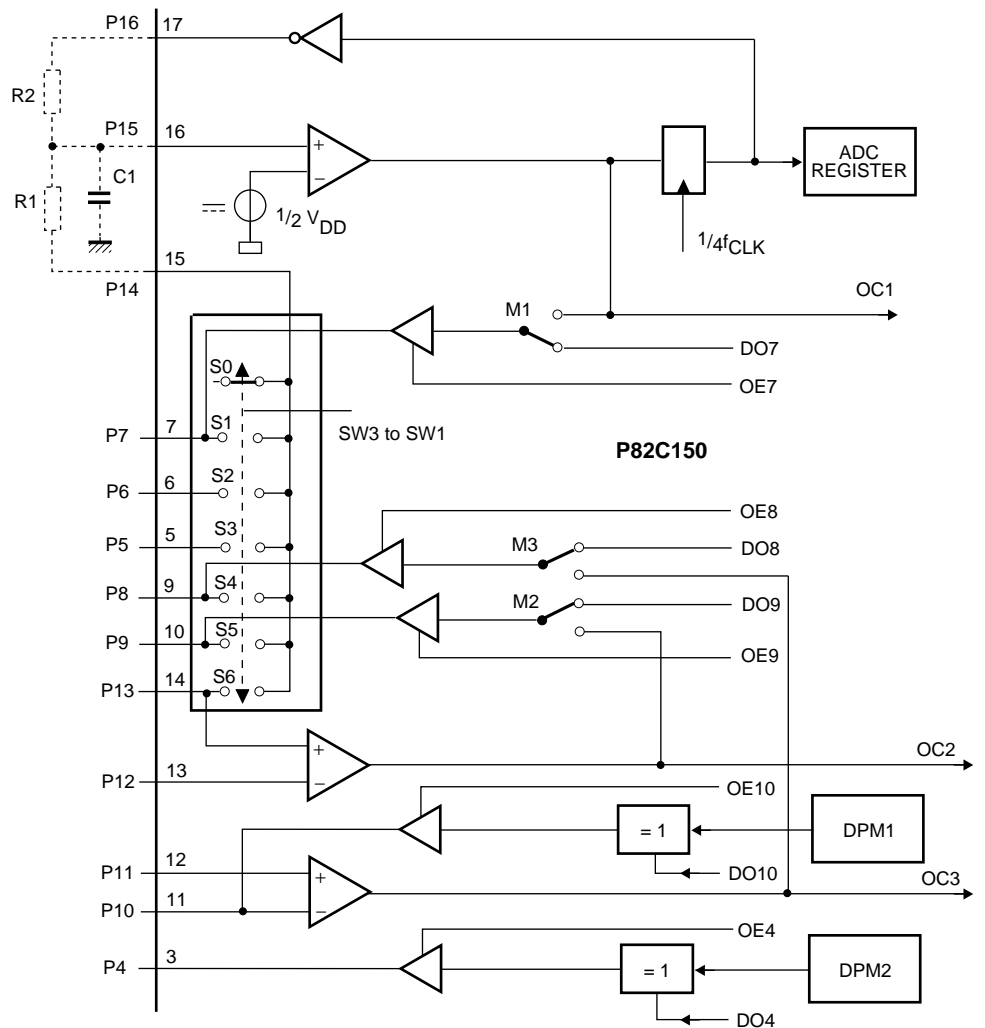 P16 17
R2
P15 16
+
−
C1
R1
1/2 VDD
ADC
REGISTER
1/4fCLK
15
P14
OC1
M1
DO7
OE7
S0
S1
SW3 to SW1
P7 7
P82C150
S2
P6 6
OE8
S3
P5 5
M3
DO8
S4
P8 9
M2
DO9
S5
P9 10
OE9
S6
P13 14
+
−
OC2
P12 13
OE10
= 1
DPM1
P11 12
+
−
DO10
OC3
P10 11
OE4
P4 3
= 1
DPM2
DO4